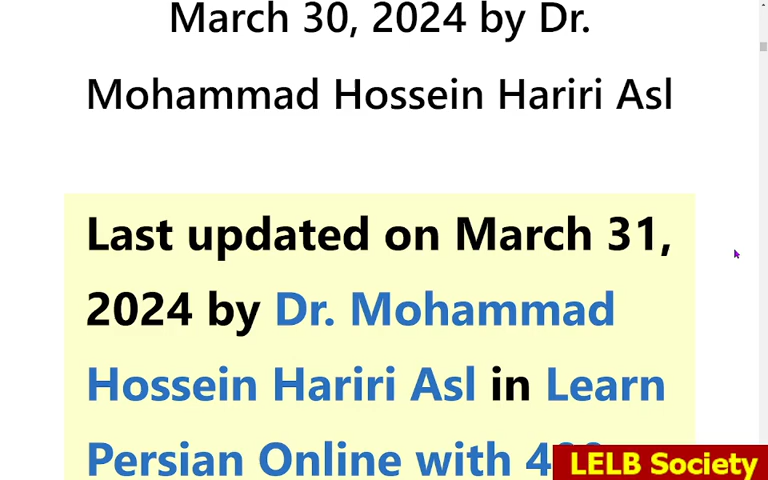 March 30, 2024 by Dr.
Mohammad Hossein Hariri Asl
Last updated on March 31,
2024 by Dr. Mohammad
Hossein Hariri Asl in Learn
Persian Online with
LELB Society